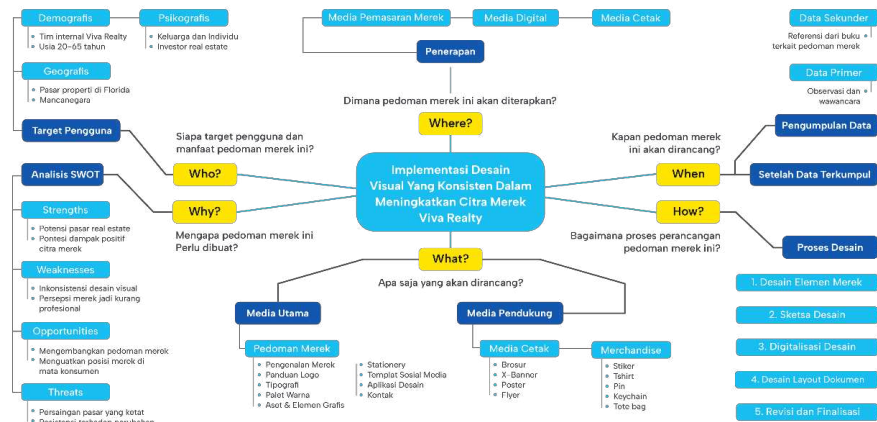 Demografis
Tim internal Viva Realty
Usia 20-65 tahun
Psikografis
Keluarga dan Individu
Investor real estate
Geografis
Pasar properti di Florida
Mancanegara
Target Pengguna
Analisis SWOT
Strengths
Potensi pasar real estate
Pontesi dampak positif
citra merek
Weaknesses
Inkonsistensi desain visual
Persepsi merek jadi kurang
profesional
Opportunities
Mengembangkan pedoman merek
Menguatkan posisi merek di
mata konsumen
Threats
Persaingan pasar yang ketat
Resistensi terhadap perubahan
Media Pemasaran Merek
Media Digital
Media Cetak
Penerapan
Dimana pedoman merek ini akan diterapkan?
Where?
Siapa target pengguna dan
manfaat pedoman merek ini?
Who?
Why?
Mengapa pedoman merek ini
Perlu dibuat?
Implementasi Desain
Visual Yang Konsisten Dalam
Meningkatkan Citra Merek
Viva Realty
What?
Apa saja yang akan dirancang?
Media Utama
Pedoman Merek
Pengenalan Merek
Panduan Logo
Tipografi
Palet Warna
Aset & Elemen Grafis
Stationery
Templat Sosial Media
Aplikasi Desain
Kontak
Media Pendukung
Media Cetak
Brosur
X-Banner
Poster
Flyer
Merchandise
Stiker
Tshirt
Pin
Keychain
Tote bag
Data Sekunder
Referensi dari buku
terkait pedoman merek
Data Primer
Observasi dan
wawancara
Pengumpulan Data
Kapan pedoman merek
ini akan dirancang?
When
Setelah Data Terkumpul
How?
Bagaimana proses perancangan
pedoman merek ini?
Proses Desain
1. Desain Elemen Merek
2. Sketsa Desain
3. Digitalisasi Desain
4. Desain Layout Dokumen
5. Revisi dan Finalisasi